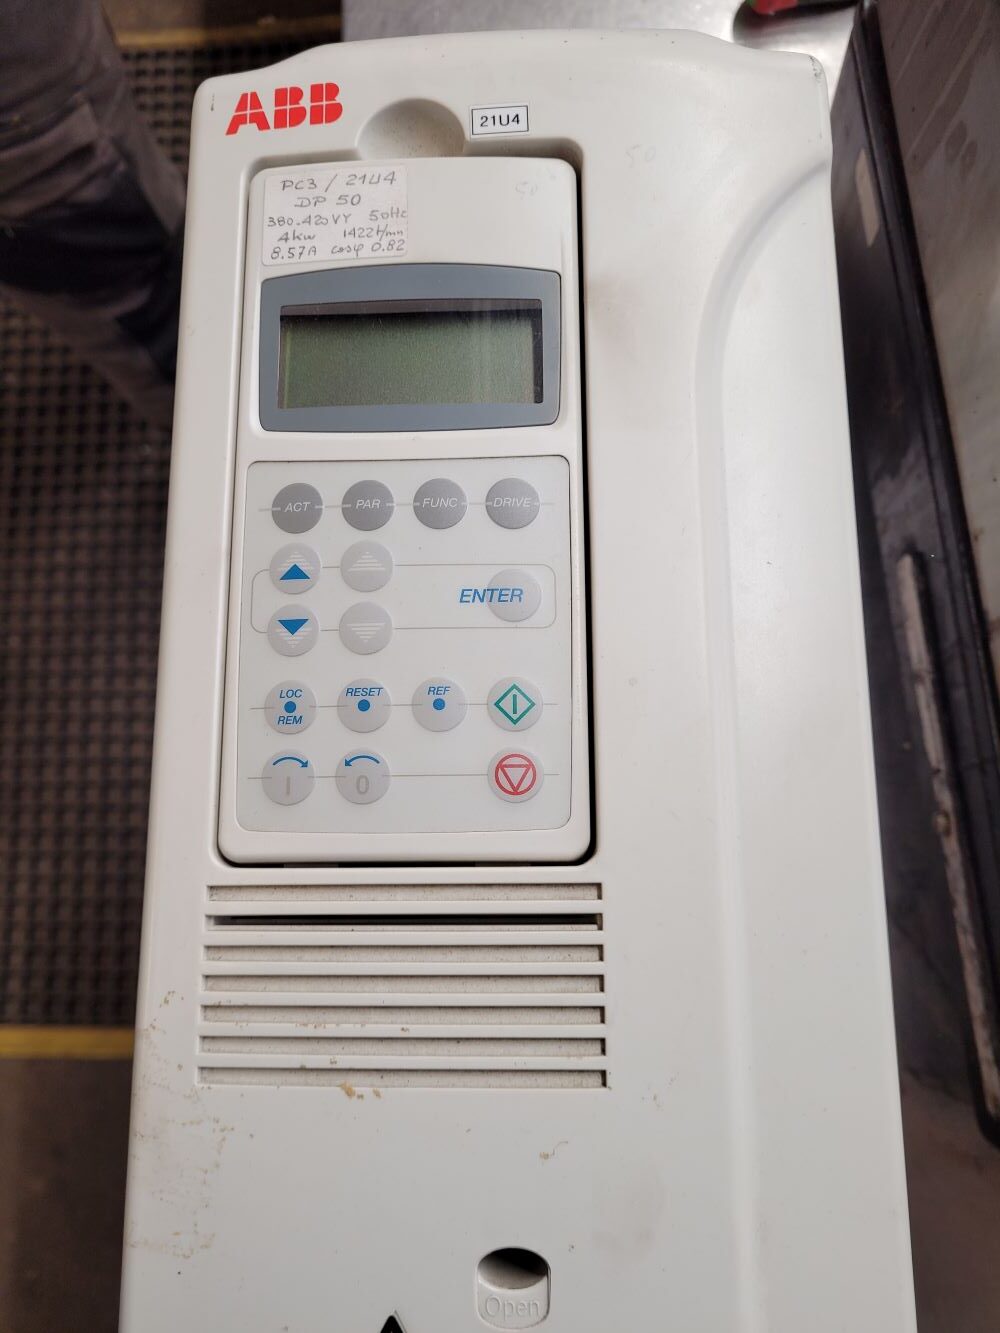 ABB
21U4
PC3 / 21U4
DP 50
380-420VY 50Hz
4kw 1422t/mn
8.57A cosφ 0.82
50
50
ACT PAR FUNC DRIVE
ENTER
LOC REM RESET REF I
I 0
Open